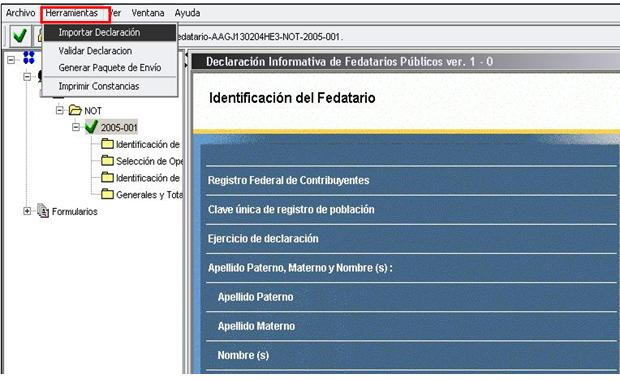 Archivo Herramientas Ver Ventana Ayuda
Importar Declaración
Validar Declaracion
Generar Paquete de Envío
Imprimir Constancias
edatario-AAGJ130204HE3-NOT-2005-001.
NOT
2005-001
Identificación de
Selección de Ope
Identificación de
Generales y Tota
Formularios
Declaración Informativa de Fedatarios Públicos ver. 1 - 0
Identificación del Fedatario
Registro Federal de Contribuyentes
Clave única de registro de población
Ejercicio de declaración
Apellido Paterno, Materno y Nombre (s) :
Apellido Paterno
Apellido Materno
Nombre (s)